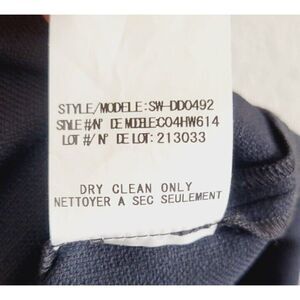 STYLE/MODELE:SW-DD0492
STYLE #/N° DE MODELE:C04HW614
LOT #/ N° DE LOT: 213033
DRY CLEAN ONLY
NETTOYER A SEC SEULEMENT